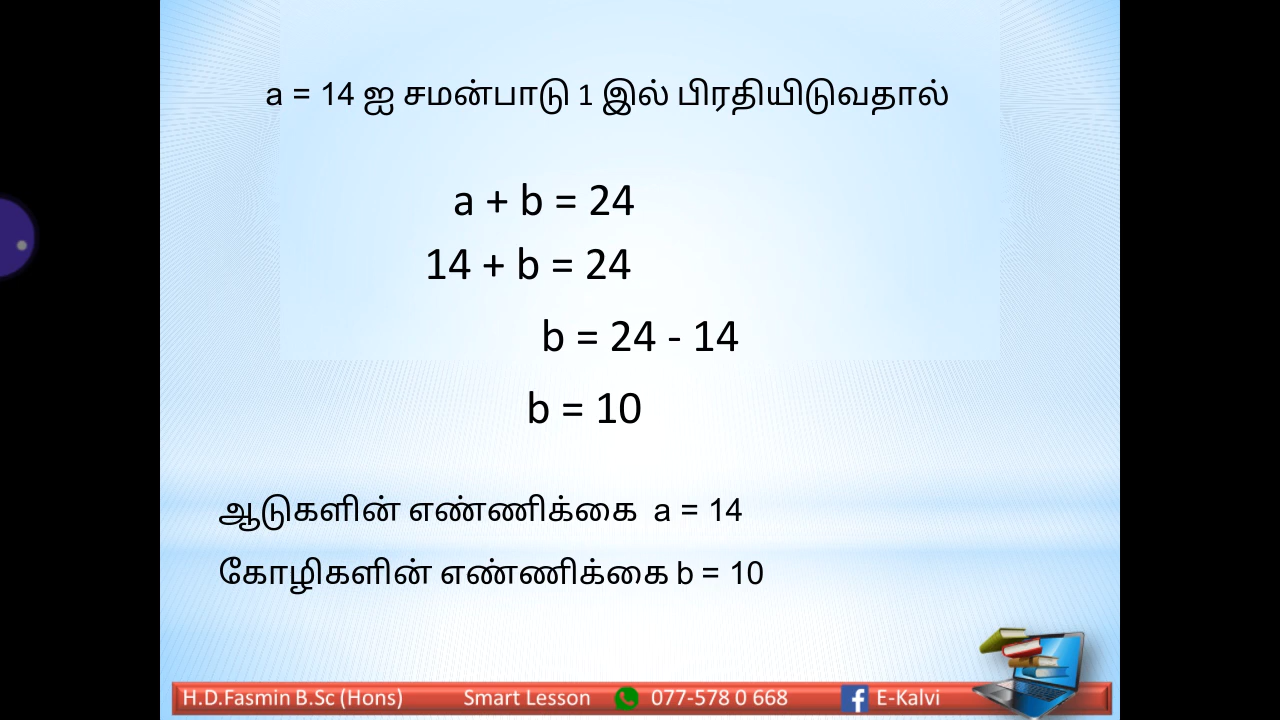 a = 14 ஐ சமன்பாடு 1 இல் பிரதியிடுவதால்
a + b = 24
14 + b = 24
b = 24 - 14
b = 10
ஆடுகளின் எண்ணிக்கை a = 14
கோழிகளின் எண்ணிக்கை b = 10
H.D.Fasmin B.Sc (Hons) Smart Lesson 077-578 0 668 E-Kalvi